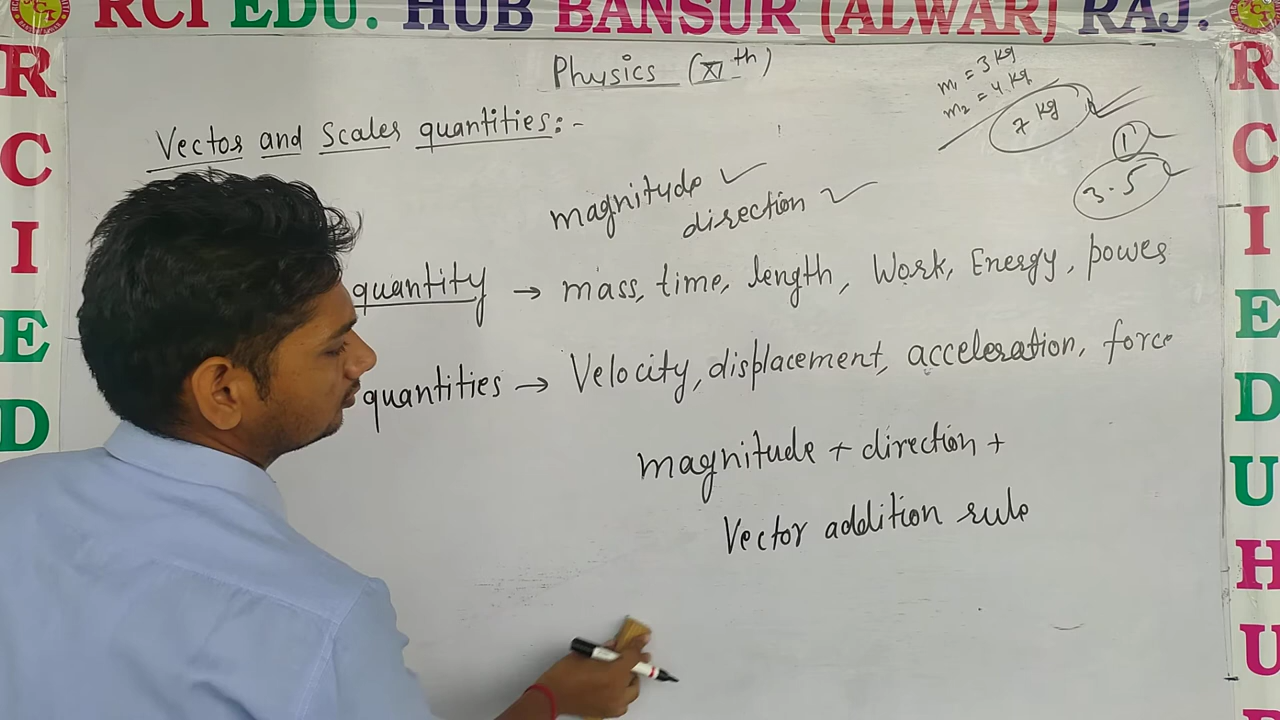 RCI EDU. HUB BANSUR (ALWAR) RAJ.
Physics (XI th)
m1 = 3 kg
m2 = 4 kg
7 kg
1
3.5
Vector and Scaler quantities:-
magnitude ✓
direction ✓
quantity → mass, time, length, Work, Energy, power
quantities → Velocity, displacement, acceleration, force
magnitude + direction +
Vector addition rule
R C I E D
R C I E D U H U